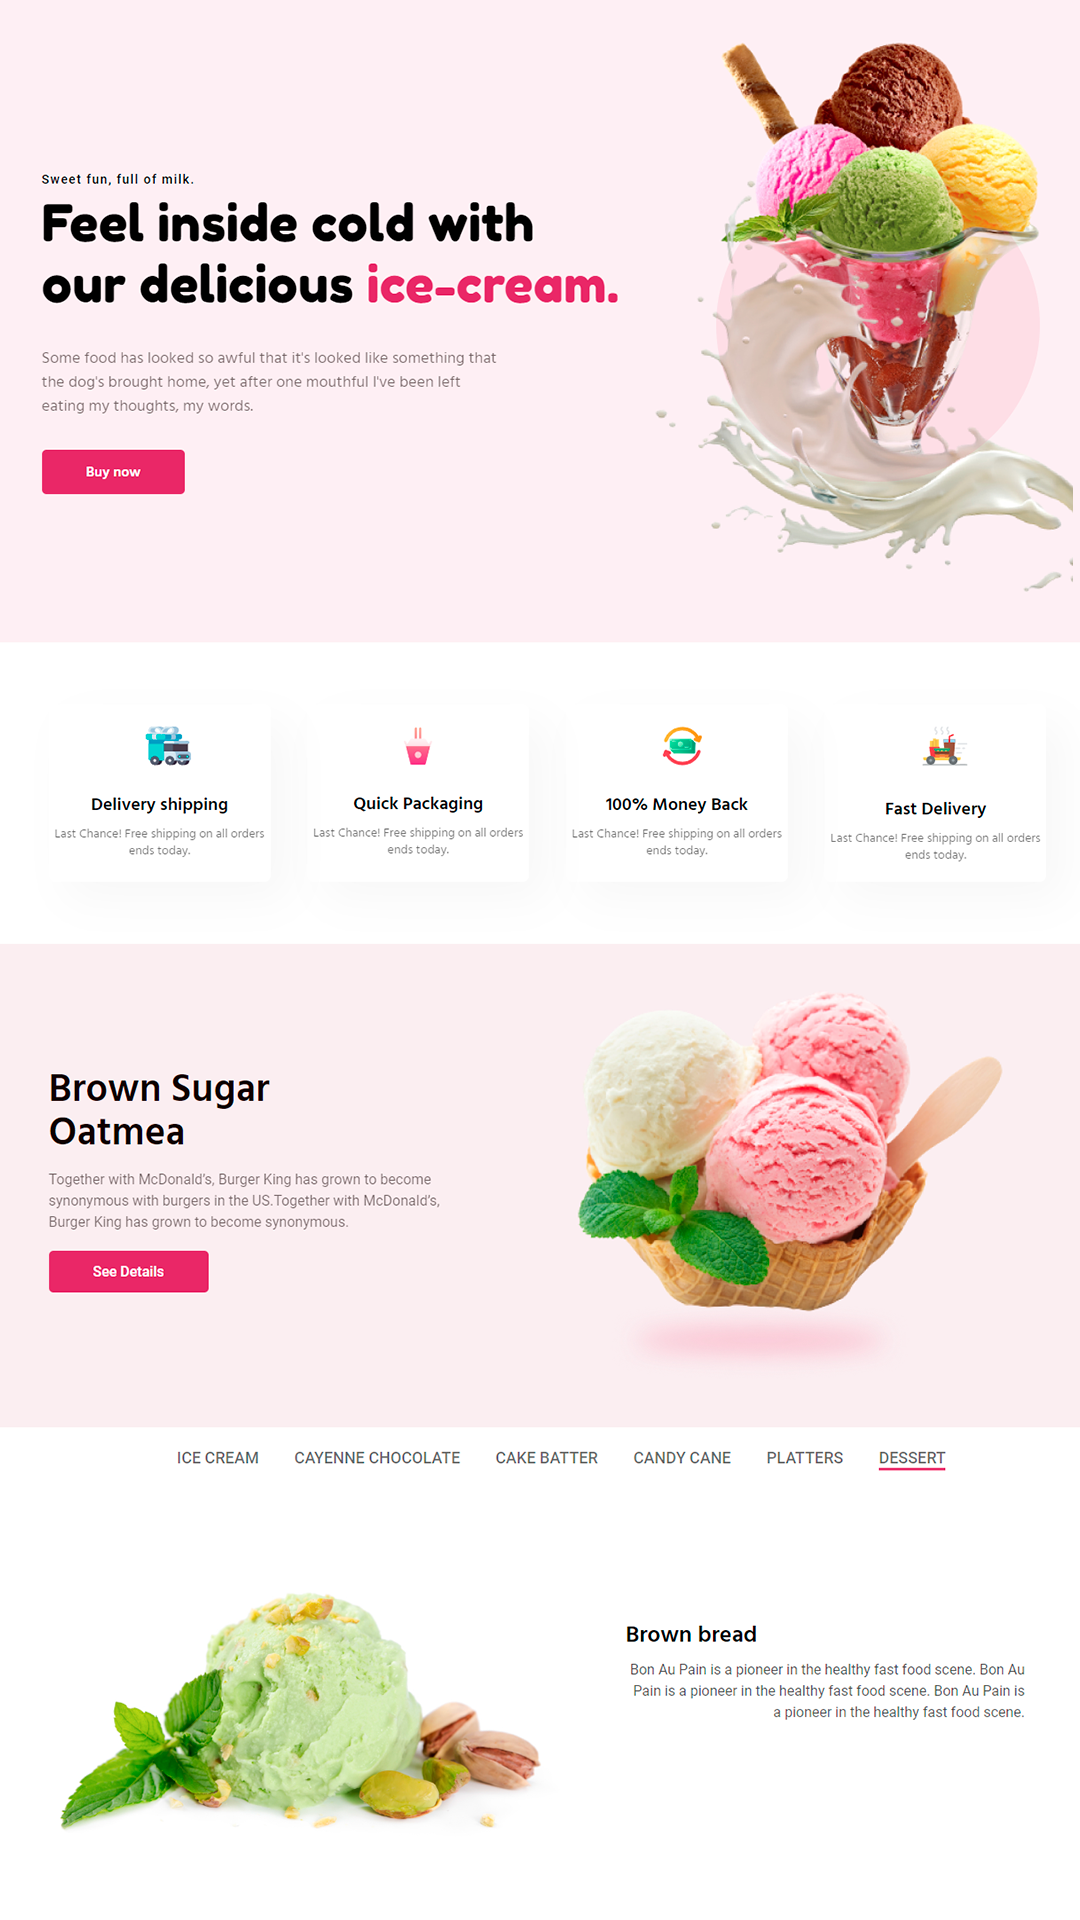 Sweet fun, full of milk.
Feel inside cold with
our delicious ice-cream.
Some food has looked so awful that it's looked like something that
the dog's brought home, yet after one mouthful I've been left
eating my thoughts, my words.
Buy now
Delivery shipping
Last Chance! Free shipping on all orders
ends today.
Quick Packaging
Last Chance! Free shipping on all orders
ends today.
100% Money Back
Last Chance! Free shipping on all orders
ends today.
Fast Delivery
Last Chance! Free shipping on all orders
ends today.
Brown Sugar
Oatmea
Together with McDonald’s, Burger King has grown to become
synonymous with burgers in the US.Together with McDonald’s,
Burger King has grown to become synonymous.
See Details
ICE CREAM CAYENNE CHOCOLATE CAKE BATTER CANDY CANE PLATTERS DESSERT
Brown bread
Bon Au Pain is a pioneer in the healthy fast food scene. Bon Au
Pain is a pioneer in the healthy fast food scene. Bon Au Pain is
a pioneer in the healthy fast food scene.